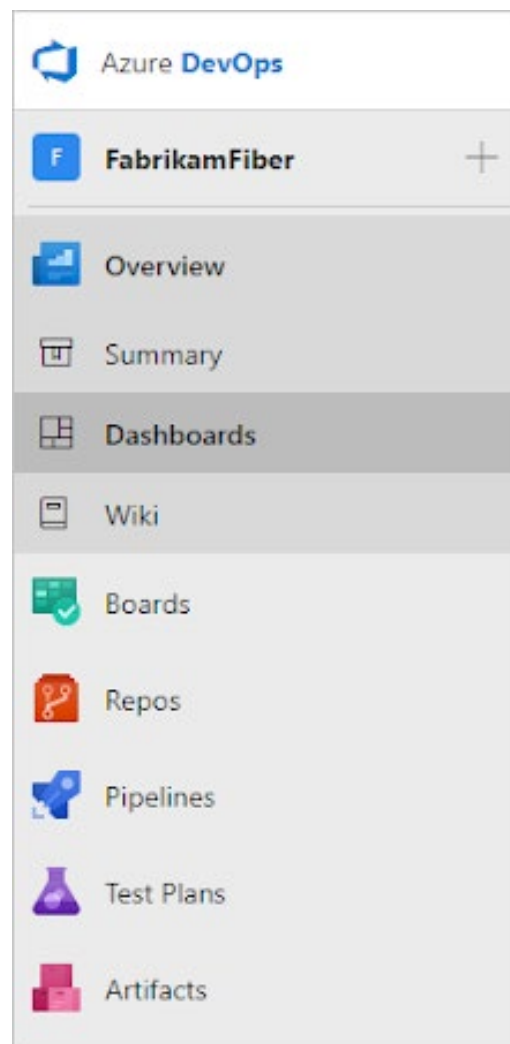 Azure DevOps
F FabrikamFiber +
Overview
Summary
Dashboards
Wiki
Boards
Repos
Pipelines
Test Plans
Artifacts